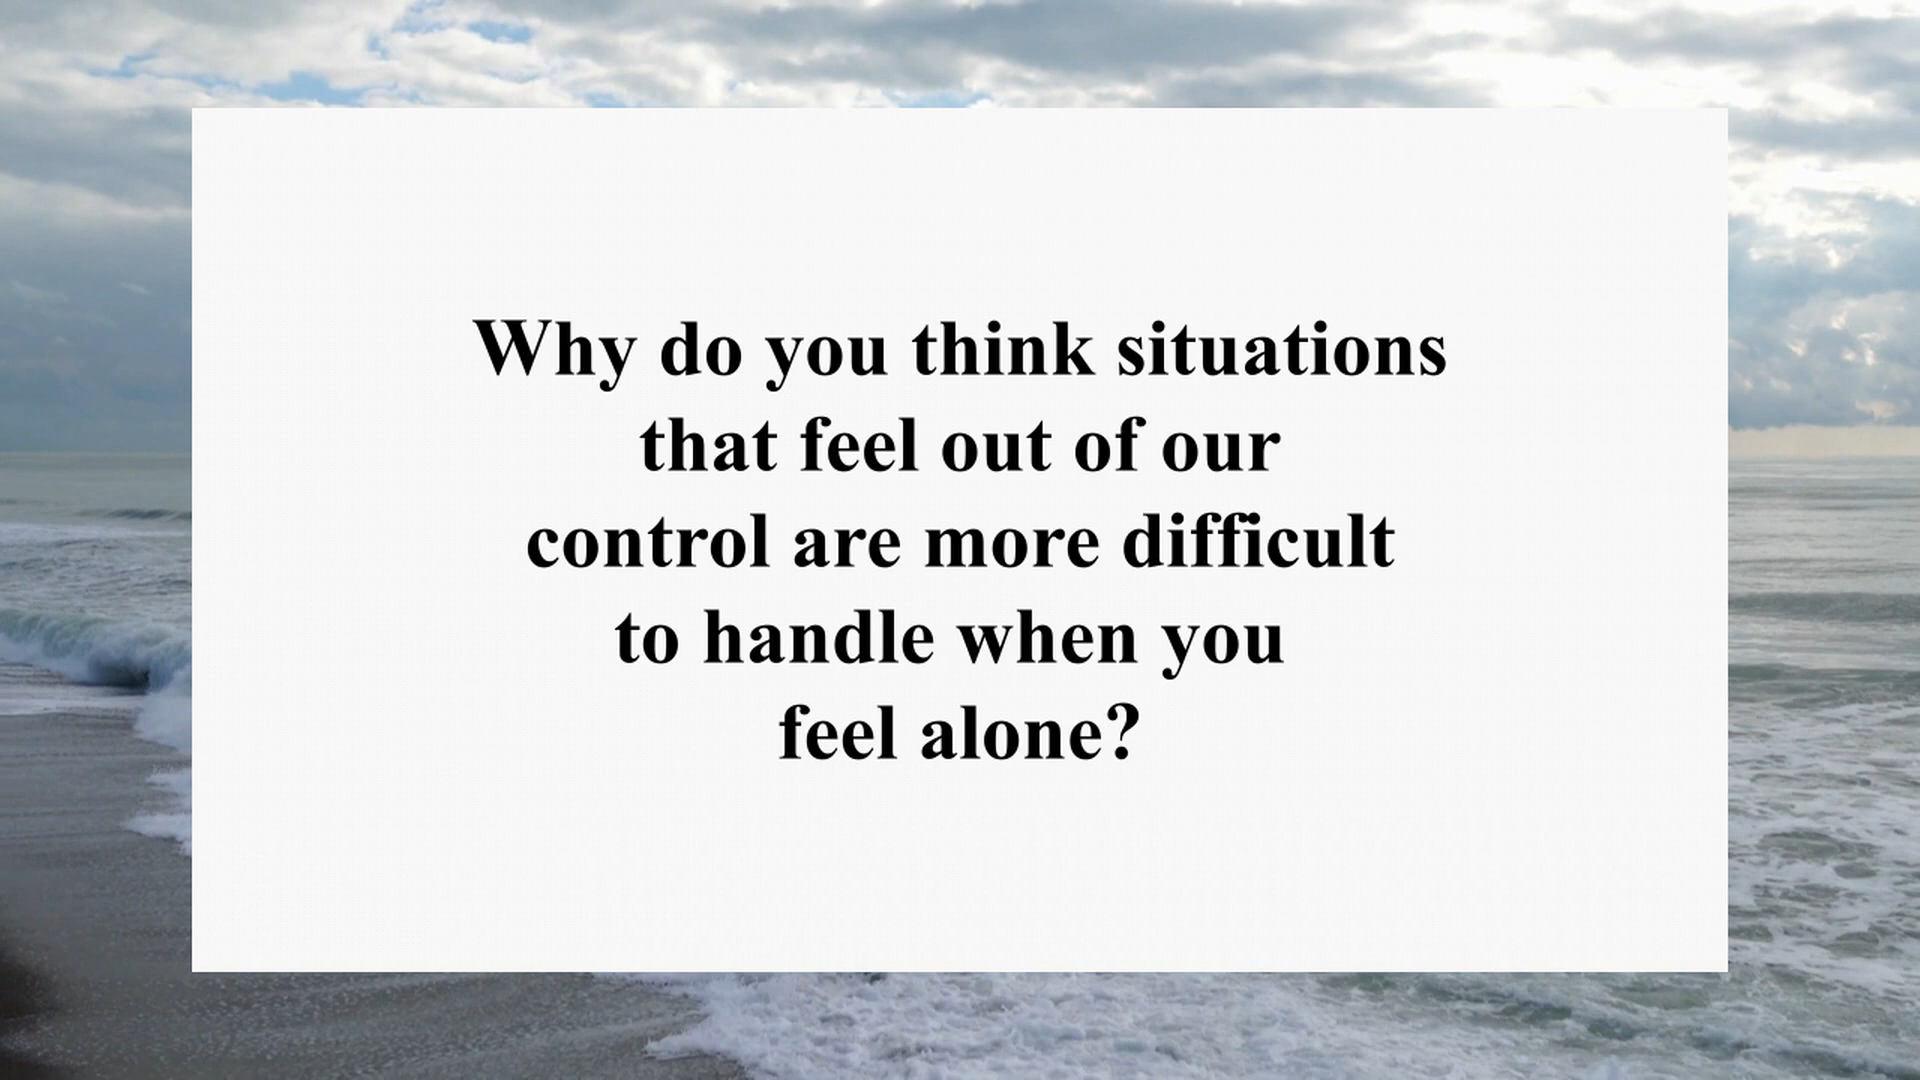 Why do you think situations
that feel out of our
control are more difficult
to handle when you
feel alone?